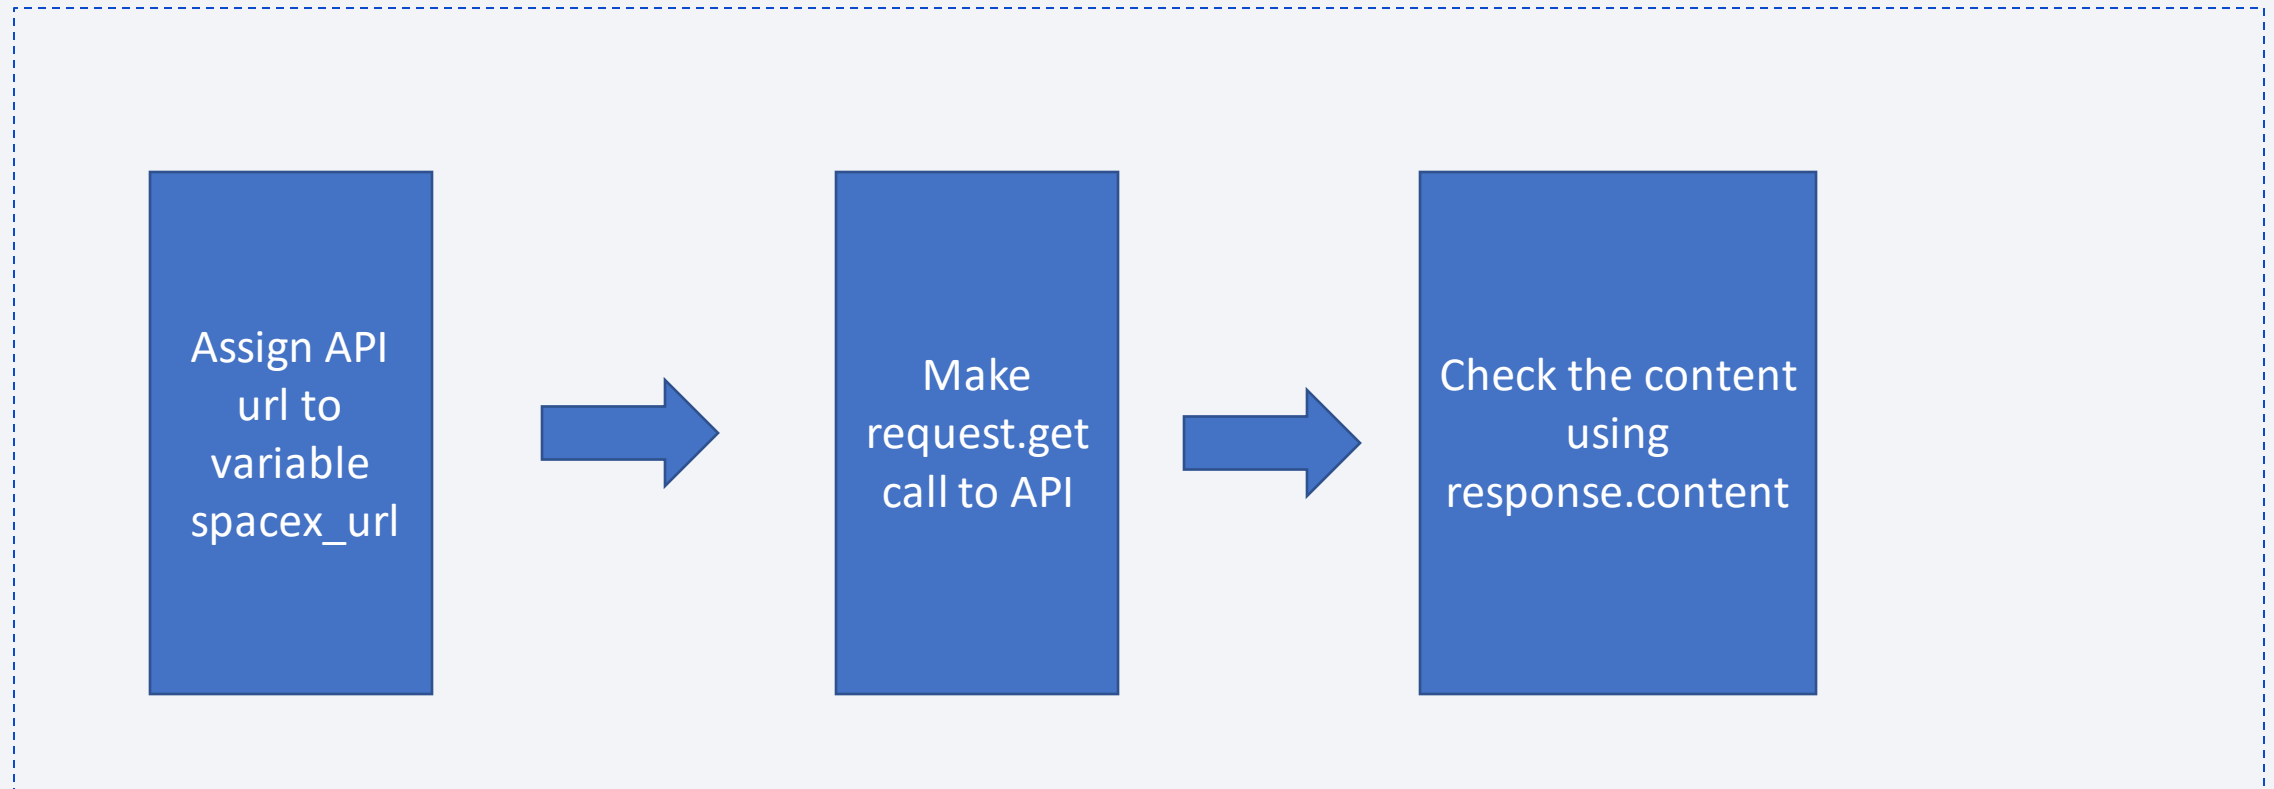 Assign API
url to
variable
spacex_url
Make
request.get
call to API
Check the content
using
response.content